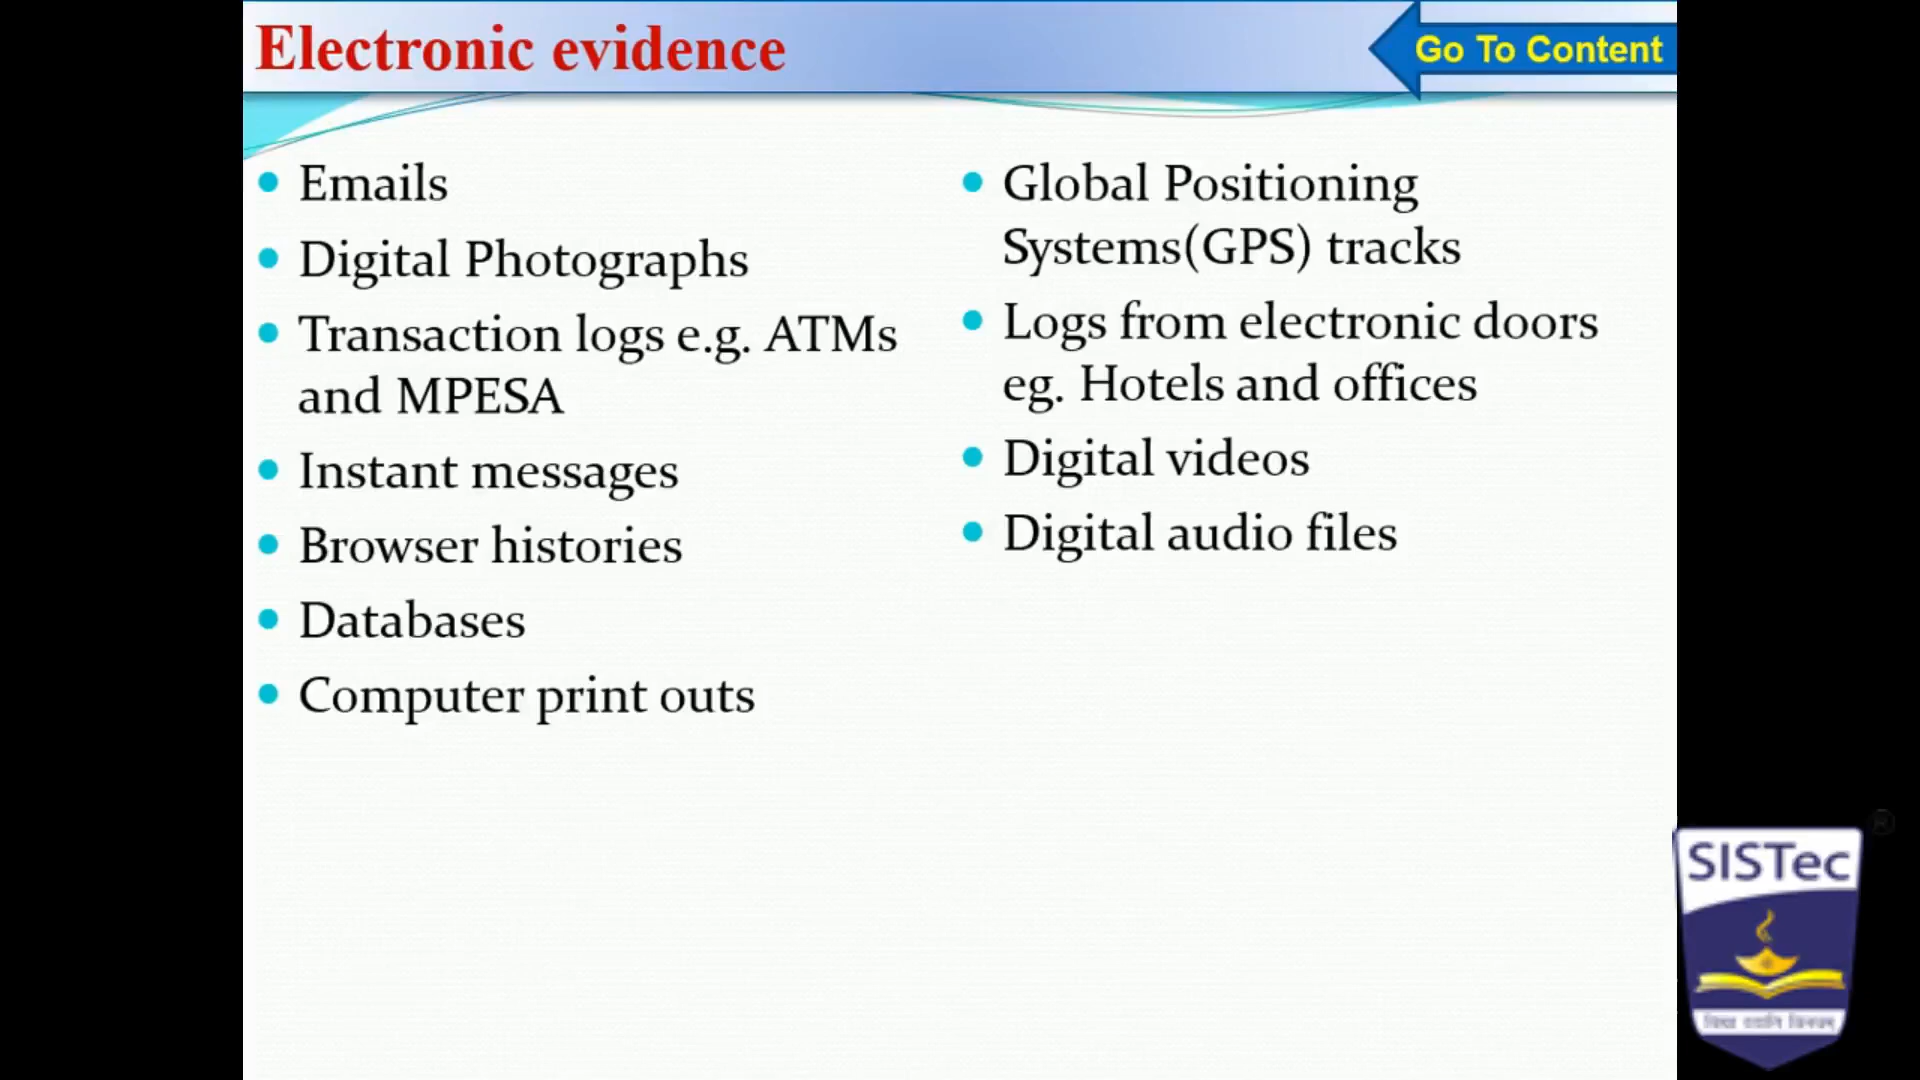 Electronic evidence
Go To Content
Emails
Digital Photographs
Transaction logs e.g. ATMs
and MPESA
Instant messages
Browser histories
Databases
Computer print outs
Global Positioning
Systems(GPS) tracks
Logs from electronic doors
eg. Hotels and offices
Digital videos
Digital audio files
®
SISTec